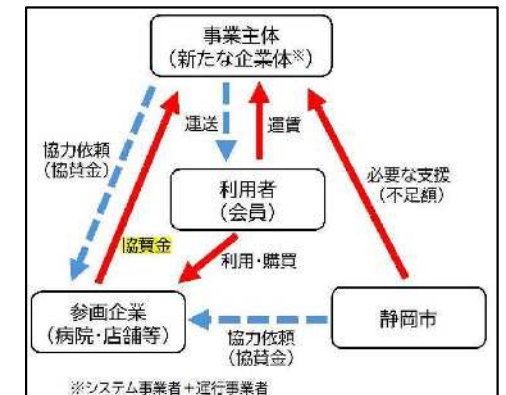 事業主体
(新たな企業体※)
運送
運賃
協力依頼
(協賛金)
必要な支援
(不足額)
利用者
(会員)
協賛金
利用・購買
参画企業
(病院・店舗等)
静岡市
協力依頼
(協賛金)
※システム事業者+運行事業者